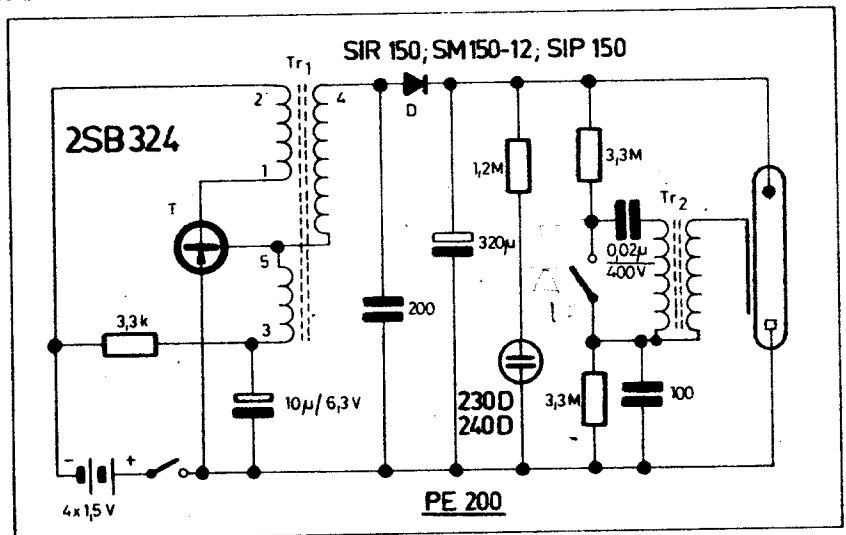 SIR 150; SM150-12; SIP 150
Tr1
2
4
D
2SB324
1
T
5
3
3,3k
10µ/6,3V
- +
4x1,5 V
200
320µ
1,2M
3,3M
Tr2
0,02µ
400V
230D
240D
3,3M
100
PE 200